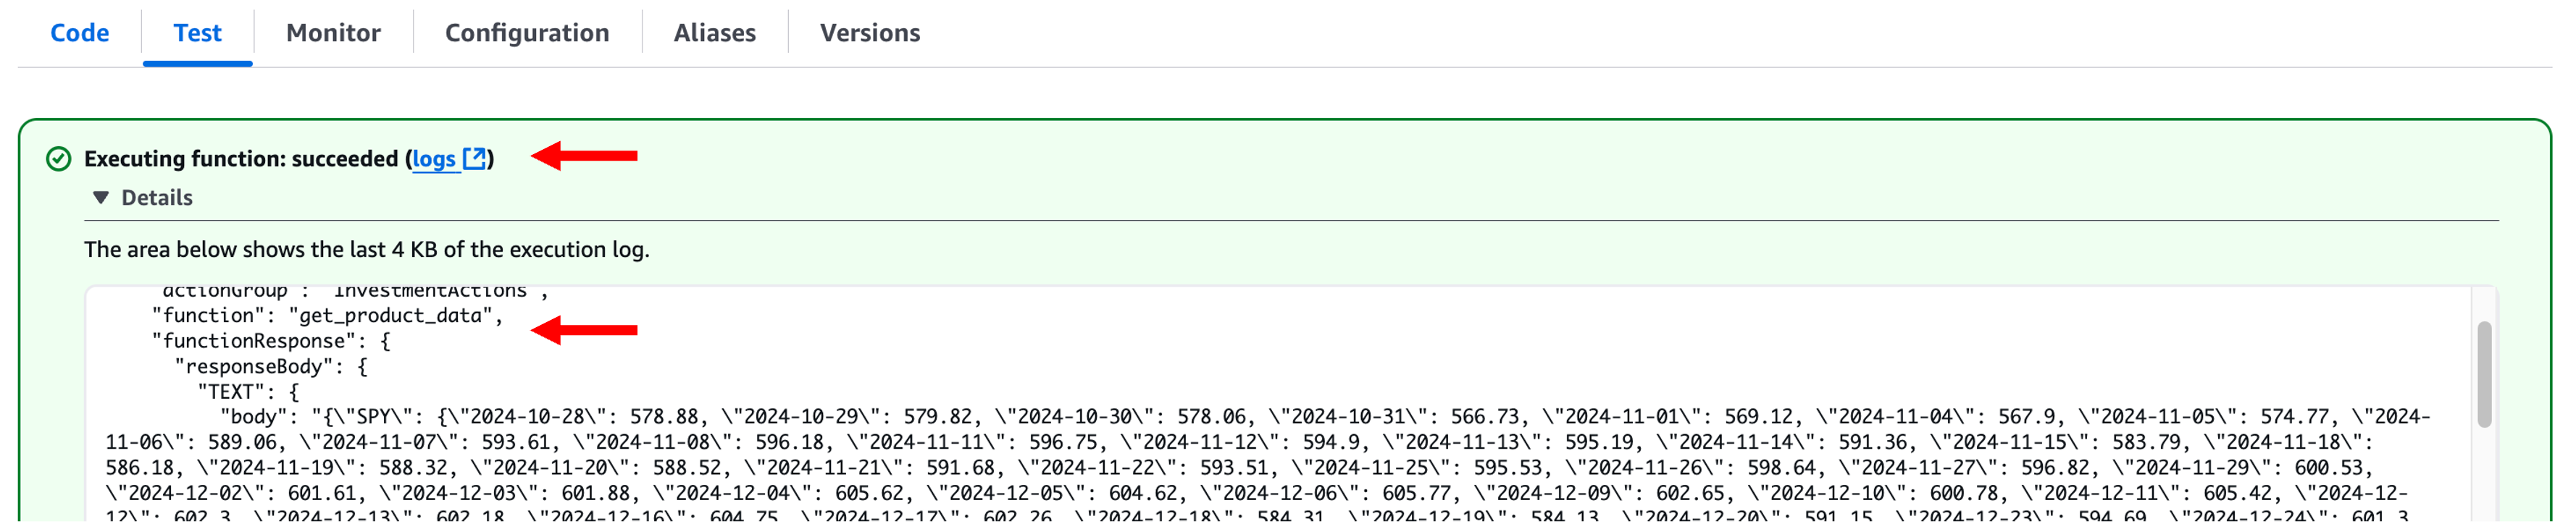 Code Test Monitor Configuration Aliases Versions
Executing function: succeeded (logs)
Details
The area below shows the last 4 KB of the execution log.
actionGroup : InvestmentActions ,
"function": "get_product_data",
"functionResponse": {
"responseBody": {
"TEXT": {
"body": "{\"SPY\": {\"2024-10-28\": 578.88, \"2024-10-29\": 579.82, \"2024-10-30\": 578.06, \"2024-10-31\": 566.73, \"2024-11-01\": 569.12, \"2024-11-04\": 567.9, \"2024-11-05\": 574.77, \"2024-
11-06\": 589.06, \"2024-11-07\": 593.61, \"2024-11-08\": 596.18, \"2024-11-11\": 596.75, \"2024-11-12\": 594.9, \"2024-11-13\": 595.19, \"2024-11-14\": 591.36, \"2024-11-15\": 583.79, \"2024-11-18\":
586.18, \"2024-11-19\": 588.32, \"2024-11-20\": 588.52, \"2024-11-21\": 591.68, \"2024-11-22\": 593.51, \"2024-11-25\": 595.53, \"2024-11-26\": 598.64, \"2024-11-27\": 596.82, \"2024-11-29\": 600.53,
\"2024-12-02\": 601.61, \"2024-12-03\": 601.88, \"2024-12-04\": 605.62, \"2024-12-05\": 604.62, \"2024-12-06\": 605.77, \"2024-12-09\": 602.65, \"2024-12-10\": 600.78, \"2024-12-11\": 605.42, \"2024-12-
12\": 602.3, \"2024-12-13\": 602.18, \"2024-12-16\": 604.75, \"2024-12-17\": 602.26, \"2024-12-18\": 584.31, \"2024-12-19\": 584.13, \"2024-12-20\": 591.15, \"2024-12-23\": 594.69, \"2024-12-24\": 601.3